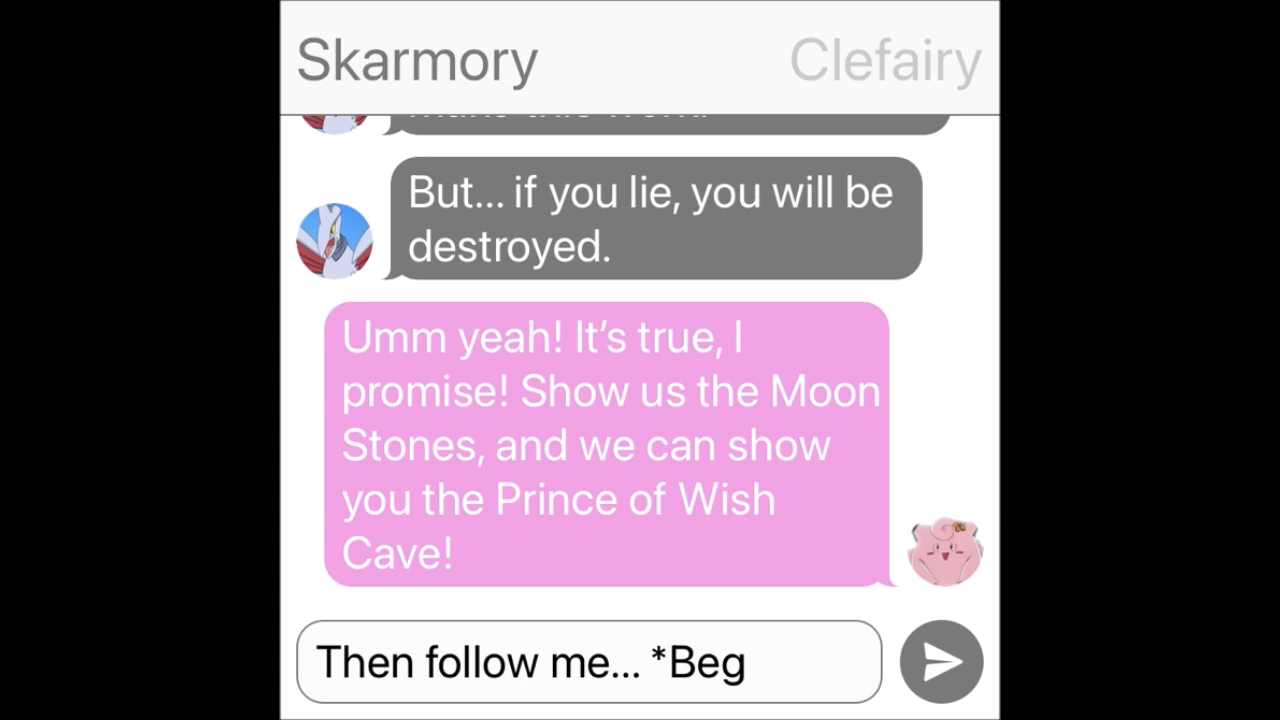 Skarmory
Clefairy
But... if you lie, you will be
destroyed.
Umm yeah! It’s true, I
promise! Show us the Moon
Stones, and we can show
you the Prince of Wish
Cave!
Then follow me... *Beg